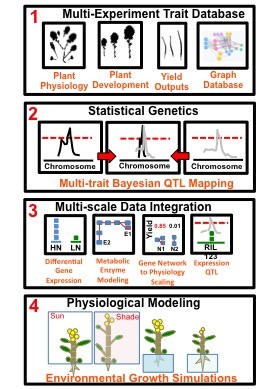 1 Multi-Experiment Trait Database
Plant Physiology
Plant Development
Yield Outputs
Graph Database
2 Statistical Genetics
Chromosome Chromosome Chromosome
Multi-trait Bayesian QTL Mapping
3 Multi-scale Data Integration
HN LN
E1
E2
Yield 0.85 0.01
N1 N2
RIL 123
Differential Gene Expression
Metabolic Enzyme Modeling
Gene Network to Physiology Scaling
Expression QTL
4 Physiological Modeling
Sun Shade
Environmental Growth Simulations